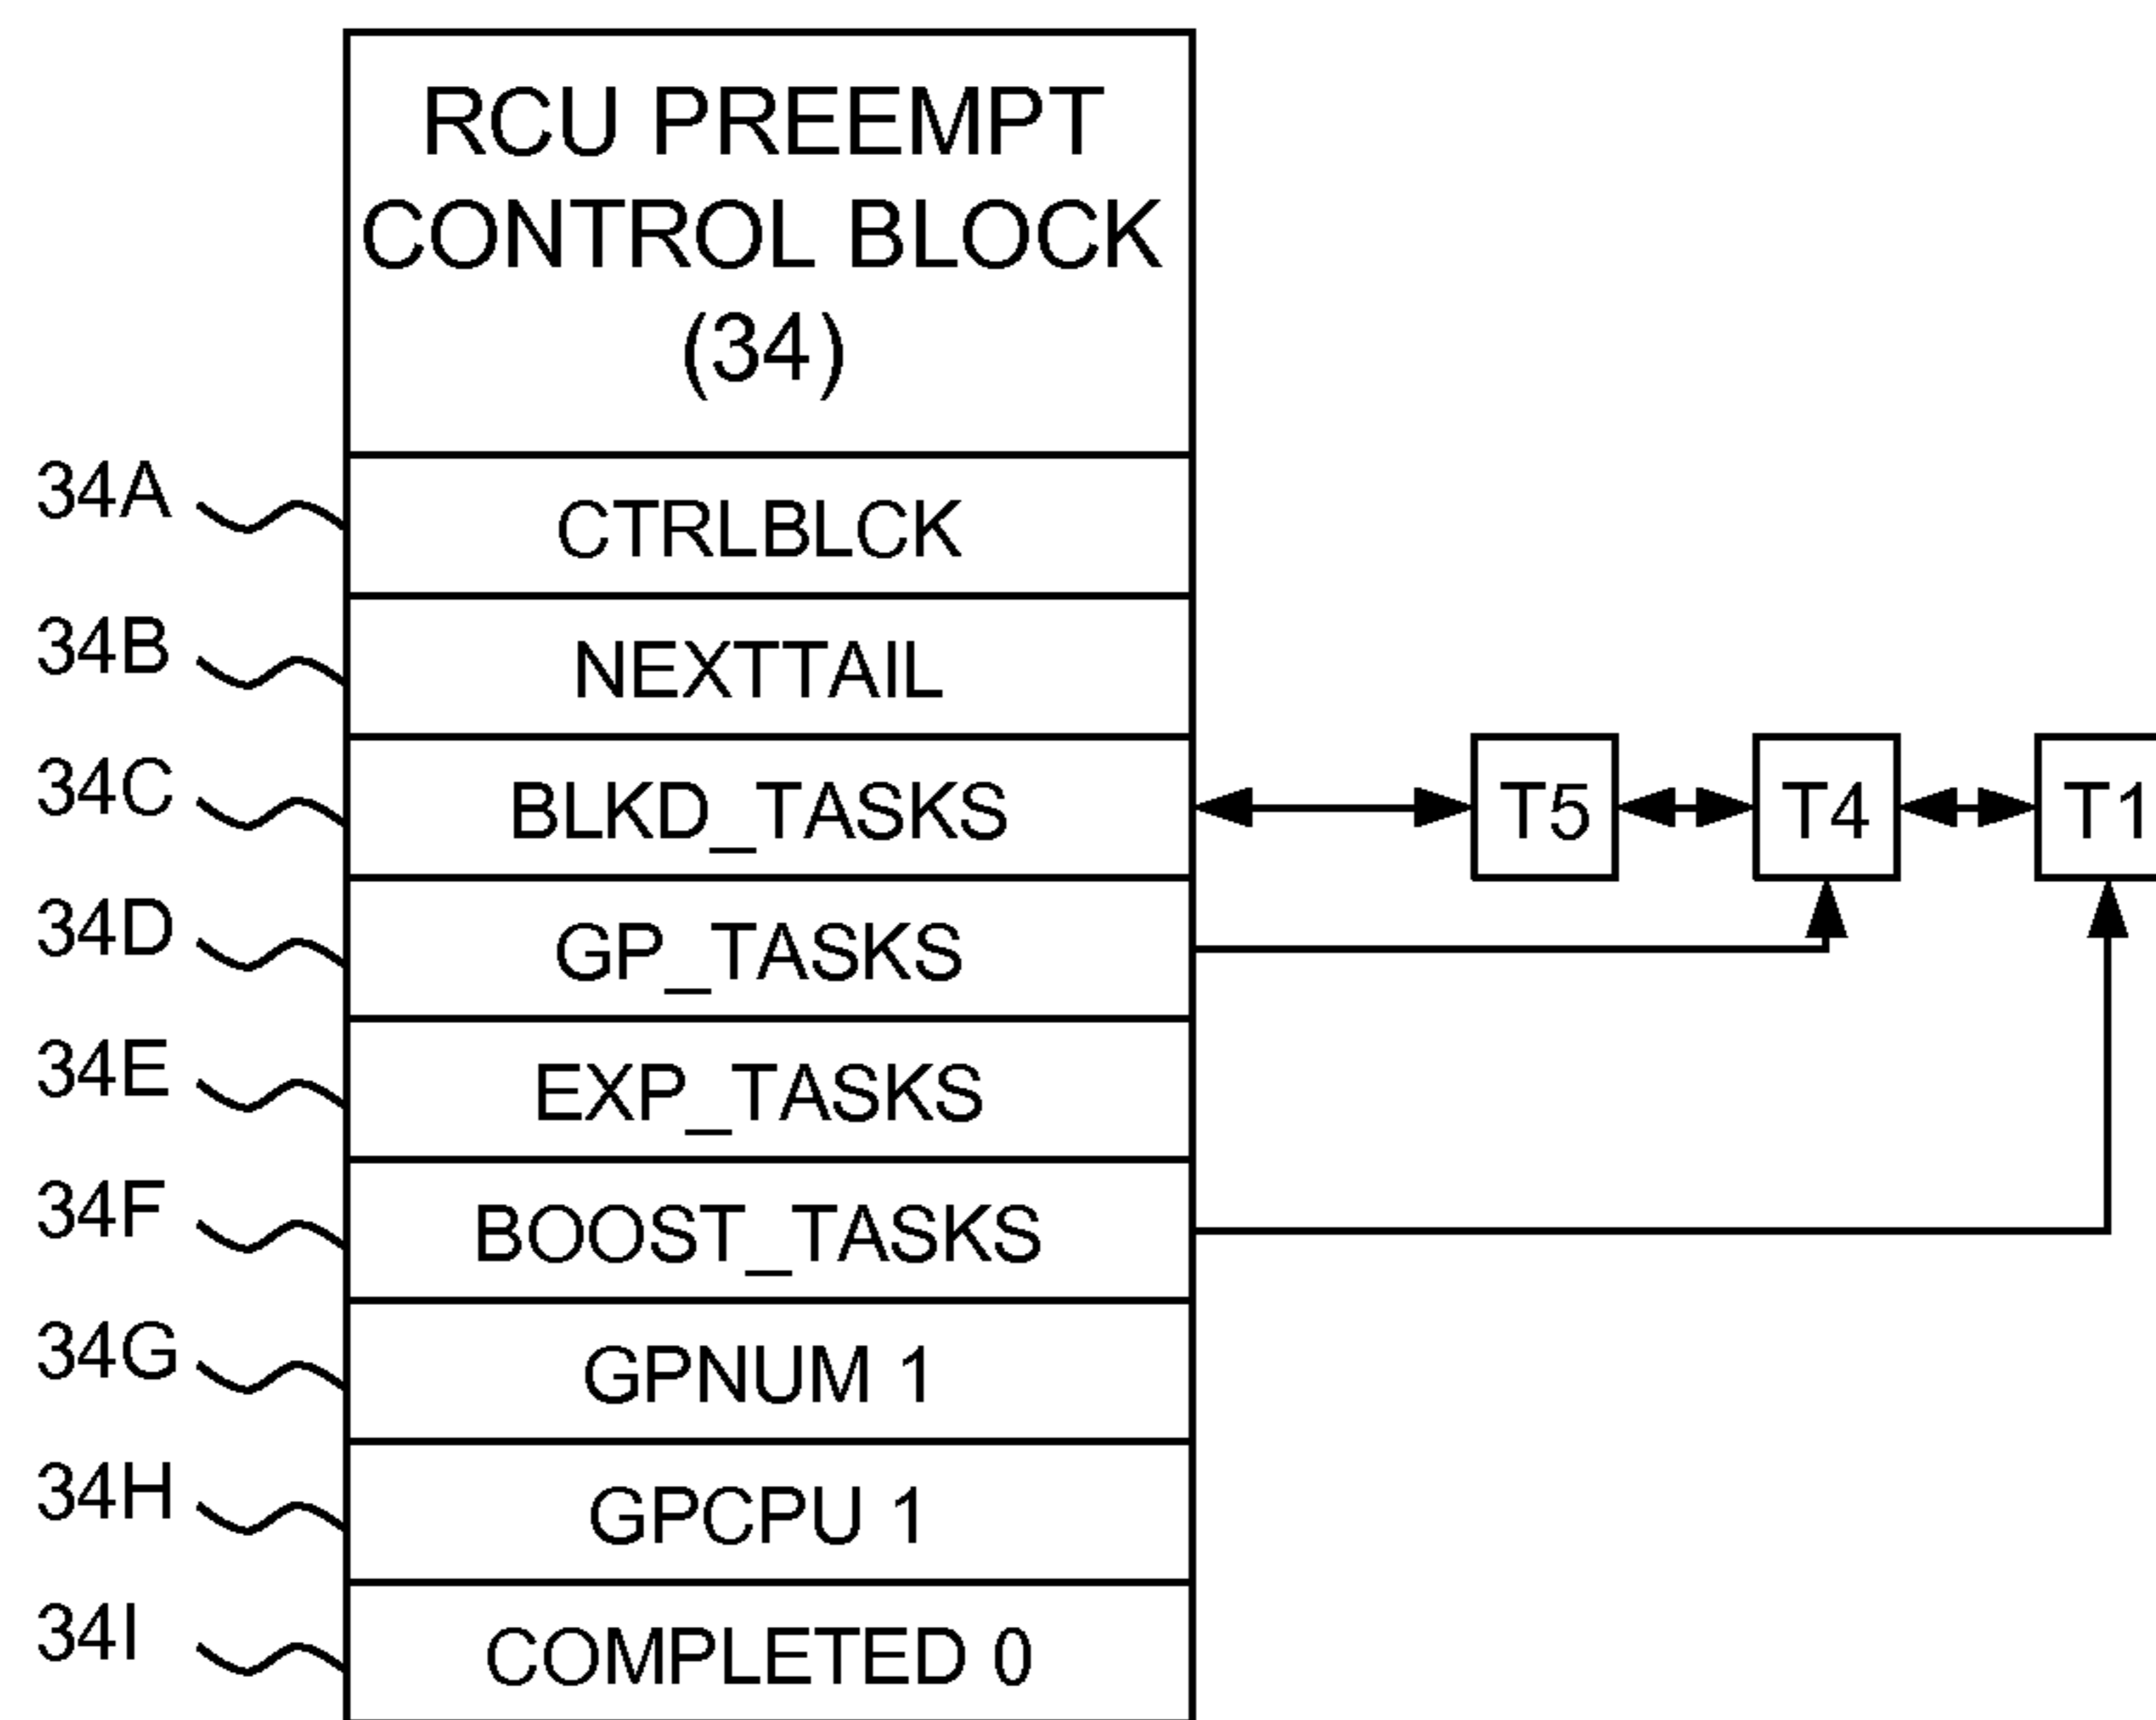 RCU PREEMPT
CONTROL BLOCK
(34)
34A CTRLBLCK
34B NEXTTAIL
34C BLKD_TASKS T5 T4 T1
34D GP_TASKS
34E EXP_TASKS
34F BOOST_TASKS
34G GPNUM 1
34H GPCPU 1
34I COMPLETED 0